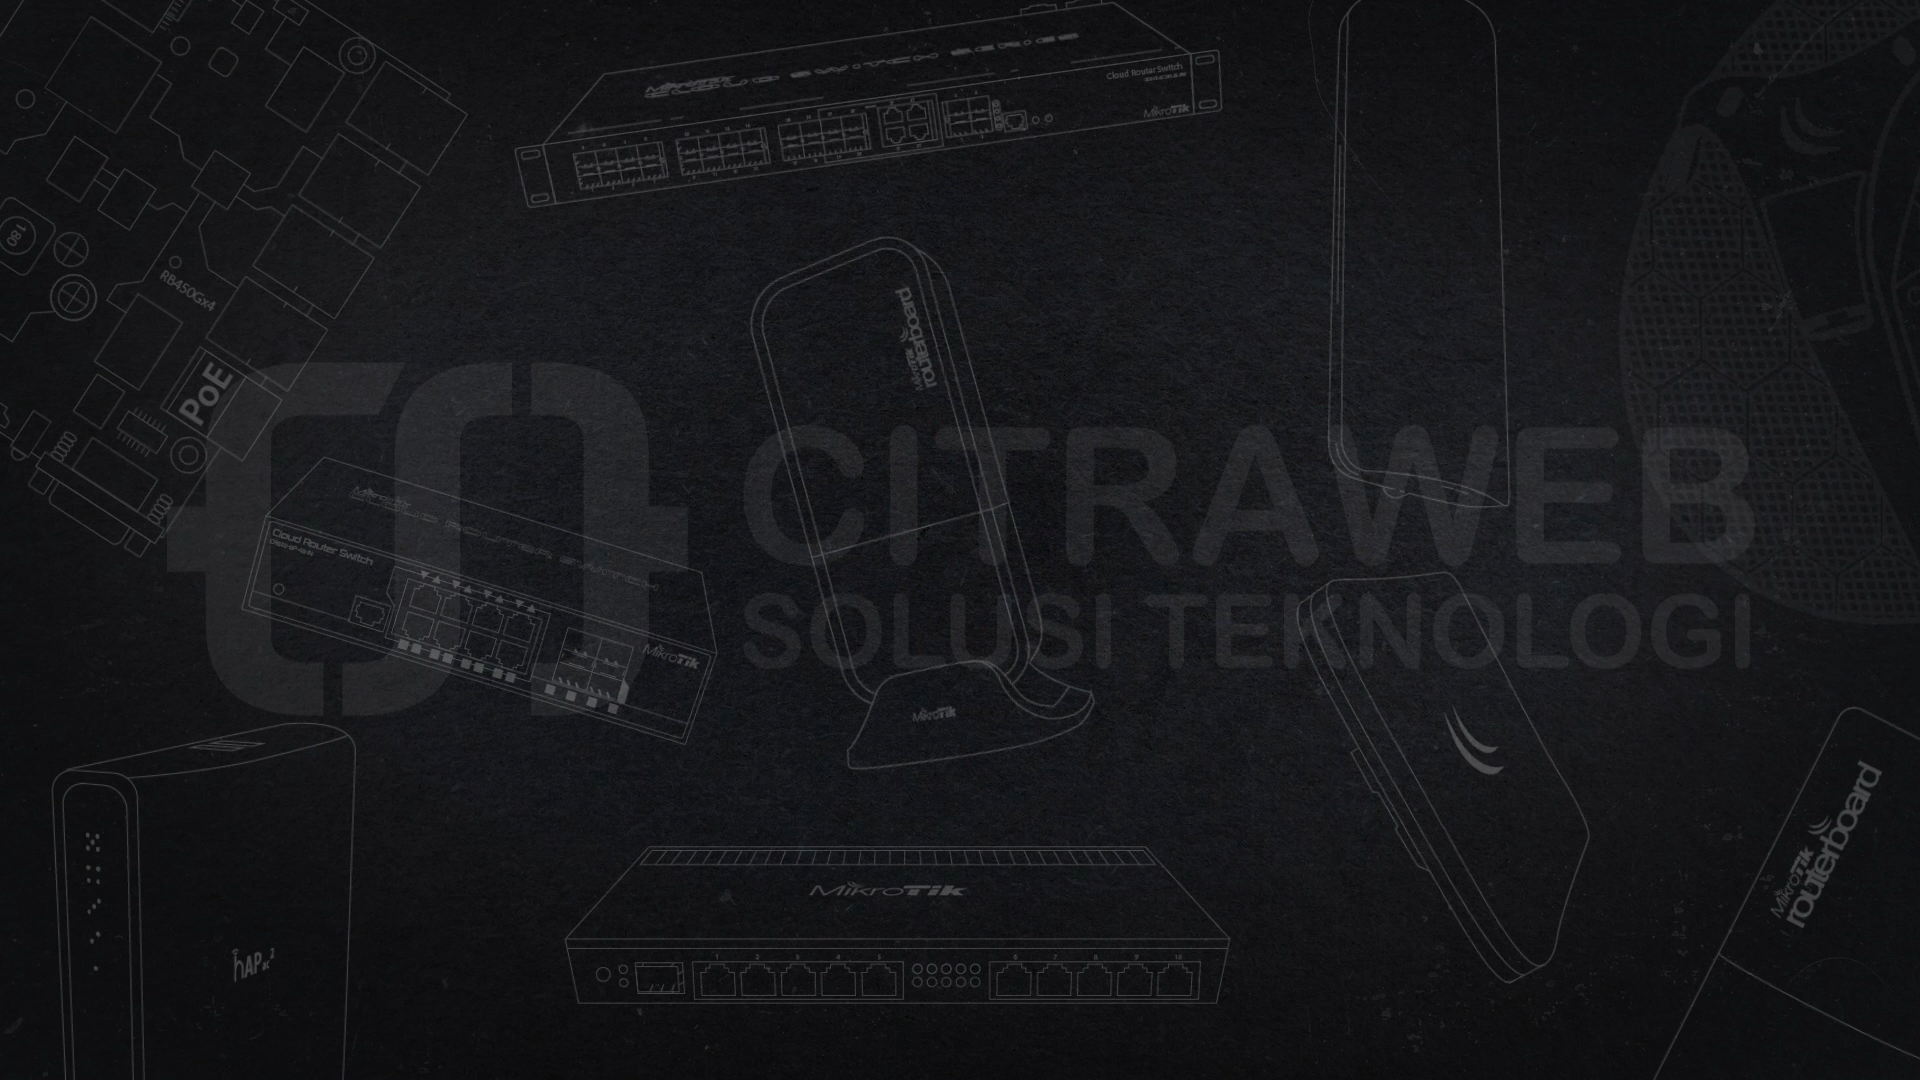 Cloud Router Switch
MikroTik
180
RB450Gx4
PoE
MikroTik
routerboard
CITRAWEB
SOLUSI TEKNOLOGI
Cloud Router Switch
MikroTik
MikroTik
MikroTik
routerboard
hAP ac²
MikroTik
1 2 3 4 5 6 7 8 9 10